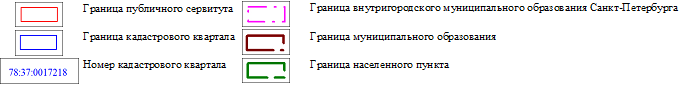 Граница публичного сервитута
Граница внутригородского муниципального образования Санкт-Петербурга
Граница кадастрового квартала
Граница муниципального образования
78:37:0017218
Номер кадастрового квартала
Граница населенного пункта